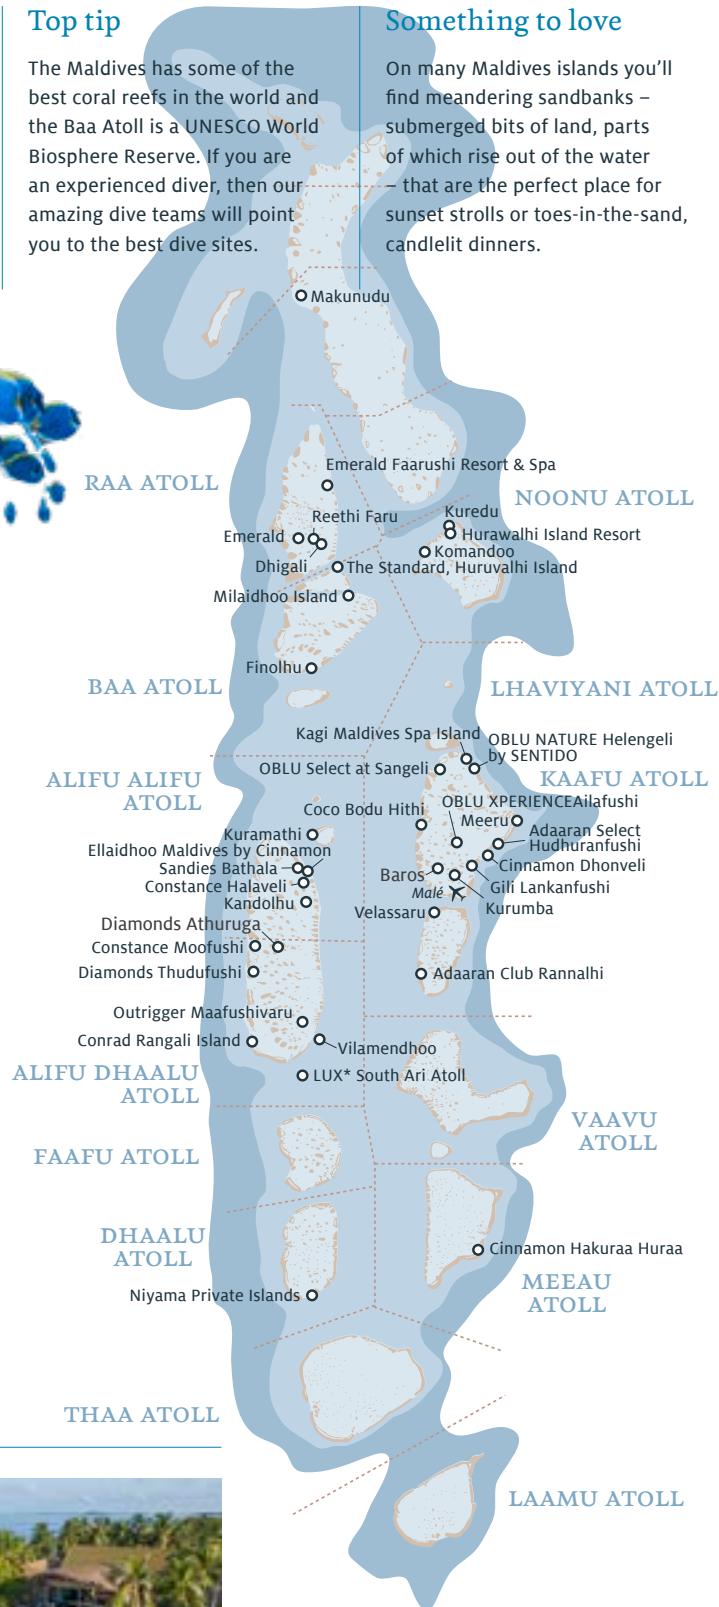 Top tip
The Maldives has some of the
best coral reefs in the world and
the Baa Atoll is a UNESCO World
Biosphere Reserve. If you are
an experienced diver, then our
amazing dive teams will point
you to the best dive sites.
Something to love
On many Maldives islands you’ll
find meandering sandbanks –
submerged bits of land, parts
of which rise out of the water
– that are the perfect place for
sunset strolls or toes-in-the-sand,
candlelit dinners.
Makunudu
Emerald Faarushi Resort & Spa
RAA ATOLL
NOONU ATOLL
Kuredu
Reethi Faru
Emerald
Hurawalhi Island Resort
Komandoo
Dhigali
The Standard, Huruvalhi Island
Milaidhoo Island
Finolhu
BAA ATOLL
LHAVIYANI ATOLL
Kagi Maldives Spa Island
OBLU NATURE Helengeli
by SENTIDO
OBLU Select at Sangeli
ALIFU ALIFU
ATOLL
KAAFU ATOLL
OBLU XPERIENCEAilafushi
Coco Bodu Hithi
Meeru
Adaaran Select
Hudhuranfushi
Kuramathi
Ellaidhoo Maldives by Cinnamon
Cinnamon Dhonveli
Sandies Bathala
Baros
Constance Halaveli
Gili Lankanfushi
Malé
Kandolhu
Kurumba
Velassaru
Diamonds Athuruga
Constance Moofushi
Diamonds Thudufushi
Adaaran Club Rannalhi
Outrigger Maafushivaru
Conrad Rangali Island
Vilamendhoo
ALIFU DHAALU
ATOLL
LUX* South Ari Atoll
VAAVU
ATOLL
FAAFU ATOLL
DHAALU
ATOLL
Cinnamon Hakuraa Huraa
MEEAU
ATOLL
Niyama Private Islands
THAA ATOLL
LAAMU ATOLL